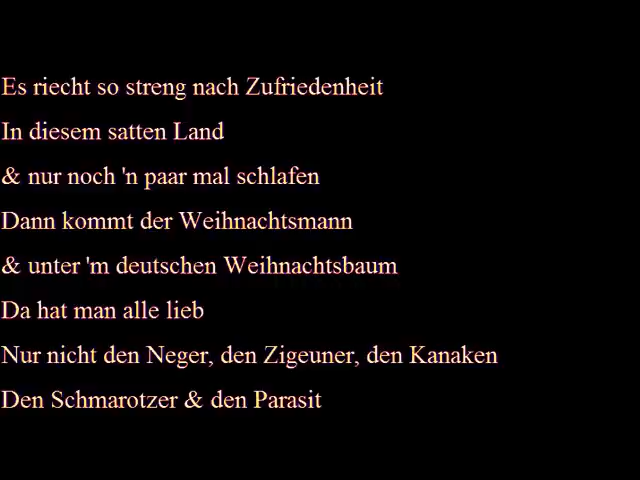 Es riecht so streng nach Zufriedenheit
In diesem satten Land
& nur noch 'n paar mal schlafen
Dann kommt der Weihnachtsmann
& unter 'm deutschen Weihnachtsbaum
Da hat man alle lieb
Nur nicht den Neger, den Zigeuner, den Kanaken
Den Schmarotzer & den Parasit